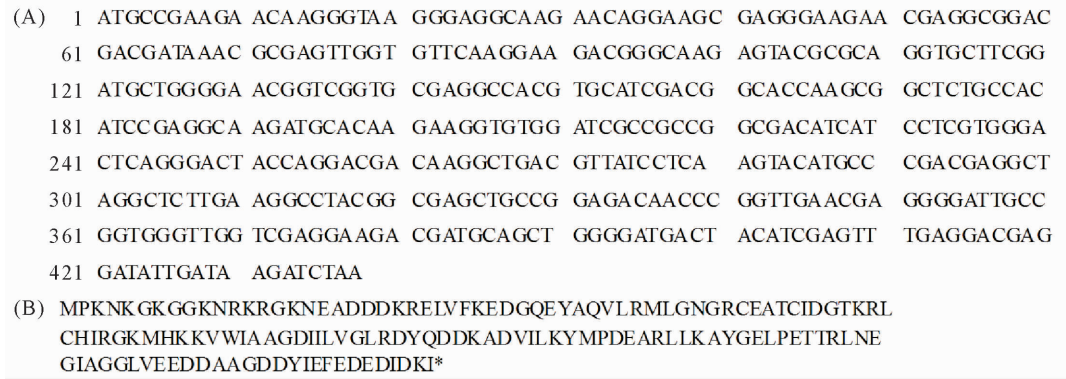 (A) 1 ATGCCGAAGA ACAAGGGTAA GGGAGGCAAG AACAGGAAGC GAGGGAAGAA CGAGGCGGAC
61 GACGATAAAC GCGAGTTGGT GTTCAAGGAA GACGGGCAAG AGTACGCGCA GGTGCTTCGG
121 ATGCTGGGGA ACGGTCGGTG CGAGGCCACG TGCATCGACG GCACCAAGCG GCTCTGCCAC
181 ATCCGAGGCA AGATGCACAA GAAGGTGTGG ATCGCCGCCG GCGACATCAT CCTCGTGGGA
241 CTCAGGGACT ACCAGGACGA CAAGGCTGAC GTTATCCTCA AGTACATGCC CGACGAGGCT
301 AGGCTCTTGA AGGCCTACGG CGAGCTGCCG GAGACAACCC GGTTGAACGA GGGGATTGCC
361 GGTGGGTTGG TCGAGGAAGA CGATGCAGCT GGGGATGACT ACATCGAGTT TGAGGACGAG
421 GATATTGATA AGATCTAA
(B) MPKNKGKGGKNRKRGKNEADDDKRELVFKEDGQEYAQVLRMLGNGRCEATCIDGTKRL
CHIRGKMHKKVWIAAGDIILVGLRDYQDDKADVILKYMPDEARLLKAYGELPETTRLNE
GIAGGLVEEDDAAGDDYIEFEDEDIDKI*